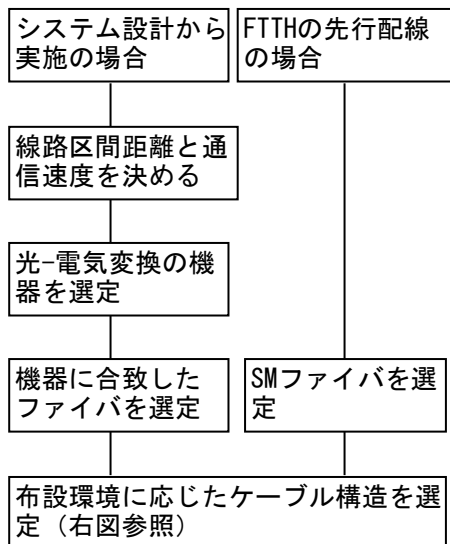 システム設計から
実施の場合
FTTHの先行配線
の場合
線路区間距離と通
信速度を決める
光-電気変換の機
器を選定
機器に合致した
ファイバを選定
SMファイバを選
定
布設環境に応じたケーブル構造を選
定（右図参照）